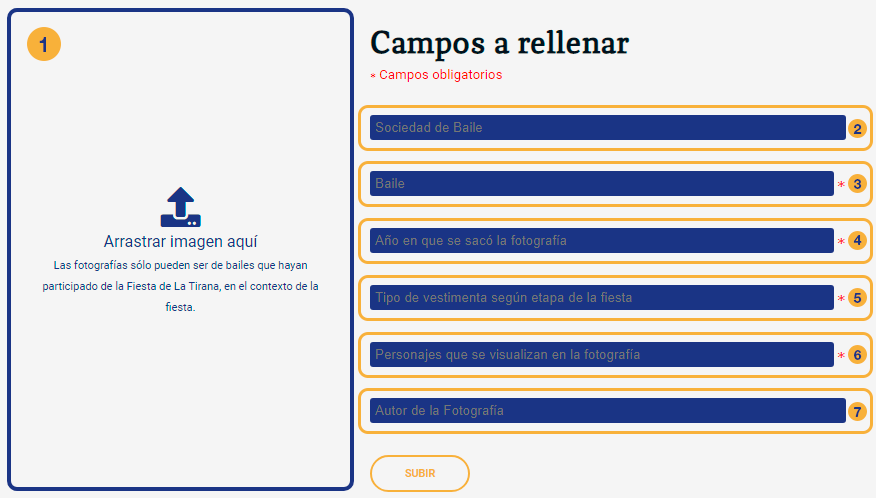 1
Arrastrar imagen aquí
Las fotografías sólo pueden ser de bailes que hayan
participado de la Fiesta de La Tirana, en el contexto de la
fiesta.
Campos a rellenar
* Campos obligatorios
Sociedad de Baile 2
Baile * 3
Año en que se sacó la fotografía * 4
Tipo de vestimenta según etapa de la fiesta * 5
Personajes que se visualizan en la fotografía * 6
Autor de la Fotografía 7
SUBIR